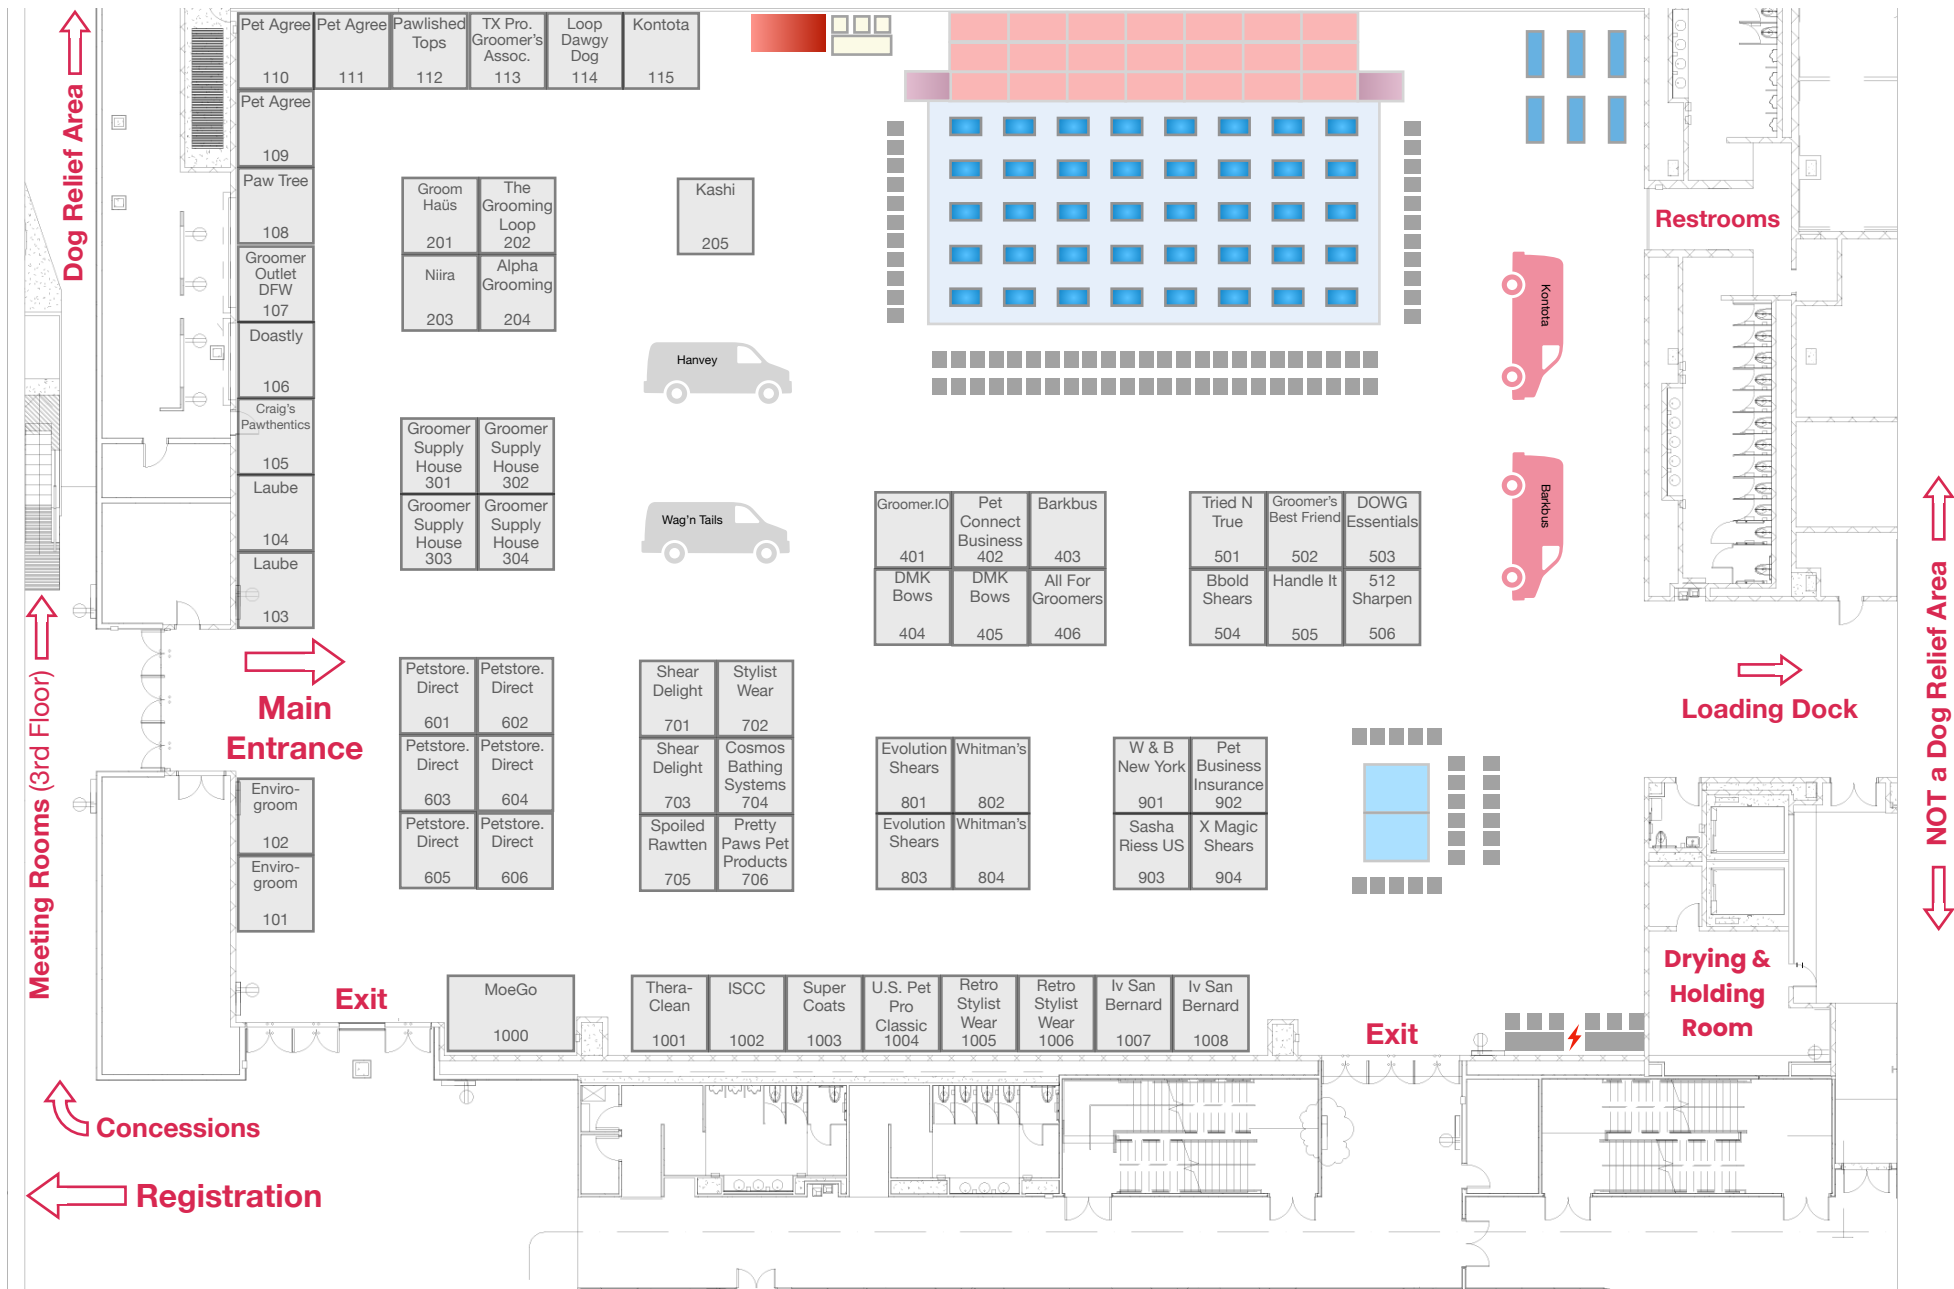 Dog Relief Area
Pet Agree
110
Pet Agree
111
Pawlished
Tops
112
TX Pro.
Groomer's
Assoc.
113
Loop
Dawgy
Dog
114
Kontota
115
Pet Agree
109
Paw Tree
108
Groomer
Outlet
DFW
107
Doastly
106
Craig's
Pawthentics
105
Laube
104
Laube
103
Groom
Haüs
201
The
Grooming
Loop
202
Niira
203
Alpha
Grooming
204
Kashi
205
Restrooms
Hanvey
Kontota
Groomer
Supply
House
301
Groomer
Supply
House
302
Groomer
Supply
House
303
Groomer
Supply
House
304
Wag'n Tails
Barkbus
Groomer.IO
401
Pet
Connect
Business
402
Barkbus
403
DMK
Bows
404
DMK
Bows
405
All For
Groomers
406
Tried N
True
501
Groomer's
Best Friend
502
DOWG
Essentials
503
Bbold
Shears
504
Handle It
505
512
Sharpen
506
NOT a Dog Relief Area
Meeting Rooms (3rd Floor)
Main
Entrance
Loading Dock
Petstore.
Direct
601
Petstore.
Direct
602
Petstore.
Direct
603
Petstore.
Direct
604
Petstore.
Direct
605
Petstore.
Direct
606
Shear
Delight
701
Stylist
Wear
702
Shear
Delight
703
Cosmos
Bathing
Systems
704
Spoiled
Rawtten
705
Pretty
Paws Pet
Products
706
Evolution
Shears
801
Whitman's
802
Evolution
Shears
803
Whitman's
804
W & B
New York
901
Pet
Business
Insurance
902
Sasha
Riess US
903
X Magic
Shears
904
Enviro-
groom
102
Enviro-
groom
101
Exit
MoeGo
1000
Thera-
Clean
1001
ISCC
1002
Super
Coats
1003
U.S. Pet
Pro
Classic
1004
Retro
Stylist
Wear
1005
Retro
Stylist
Wear
1006
Iv San
Bernard
1007
Iv San
Bernard
1008
Exit
Drying &
Holding
Room
Concessions
Registration